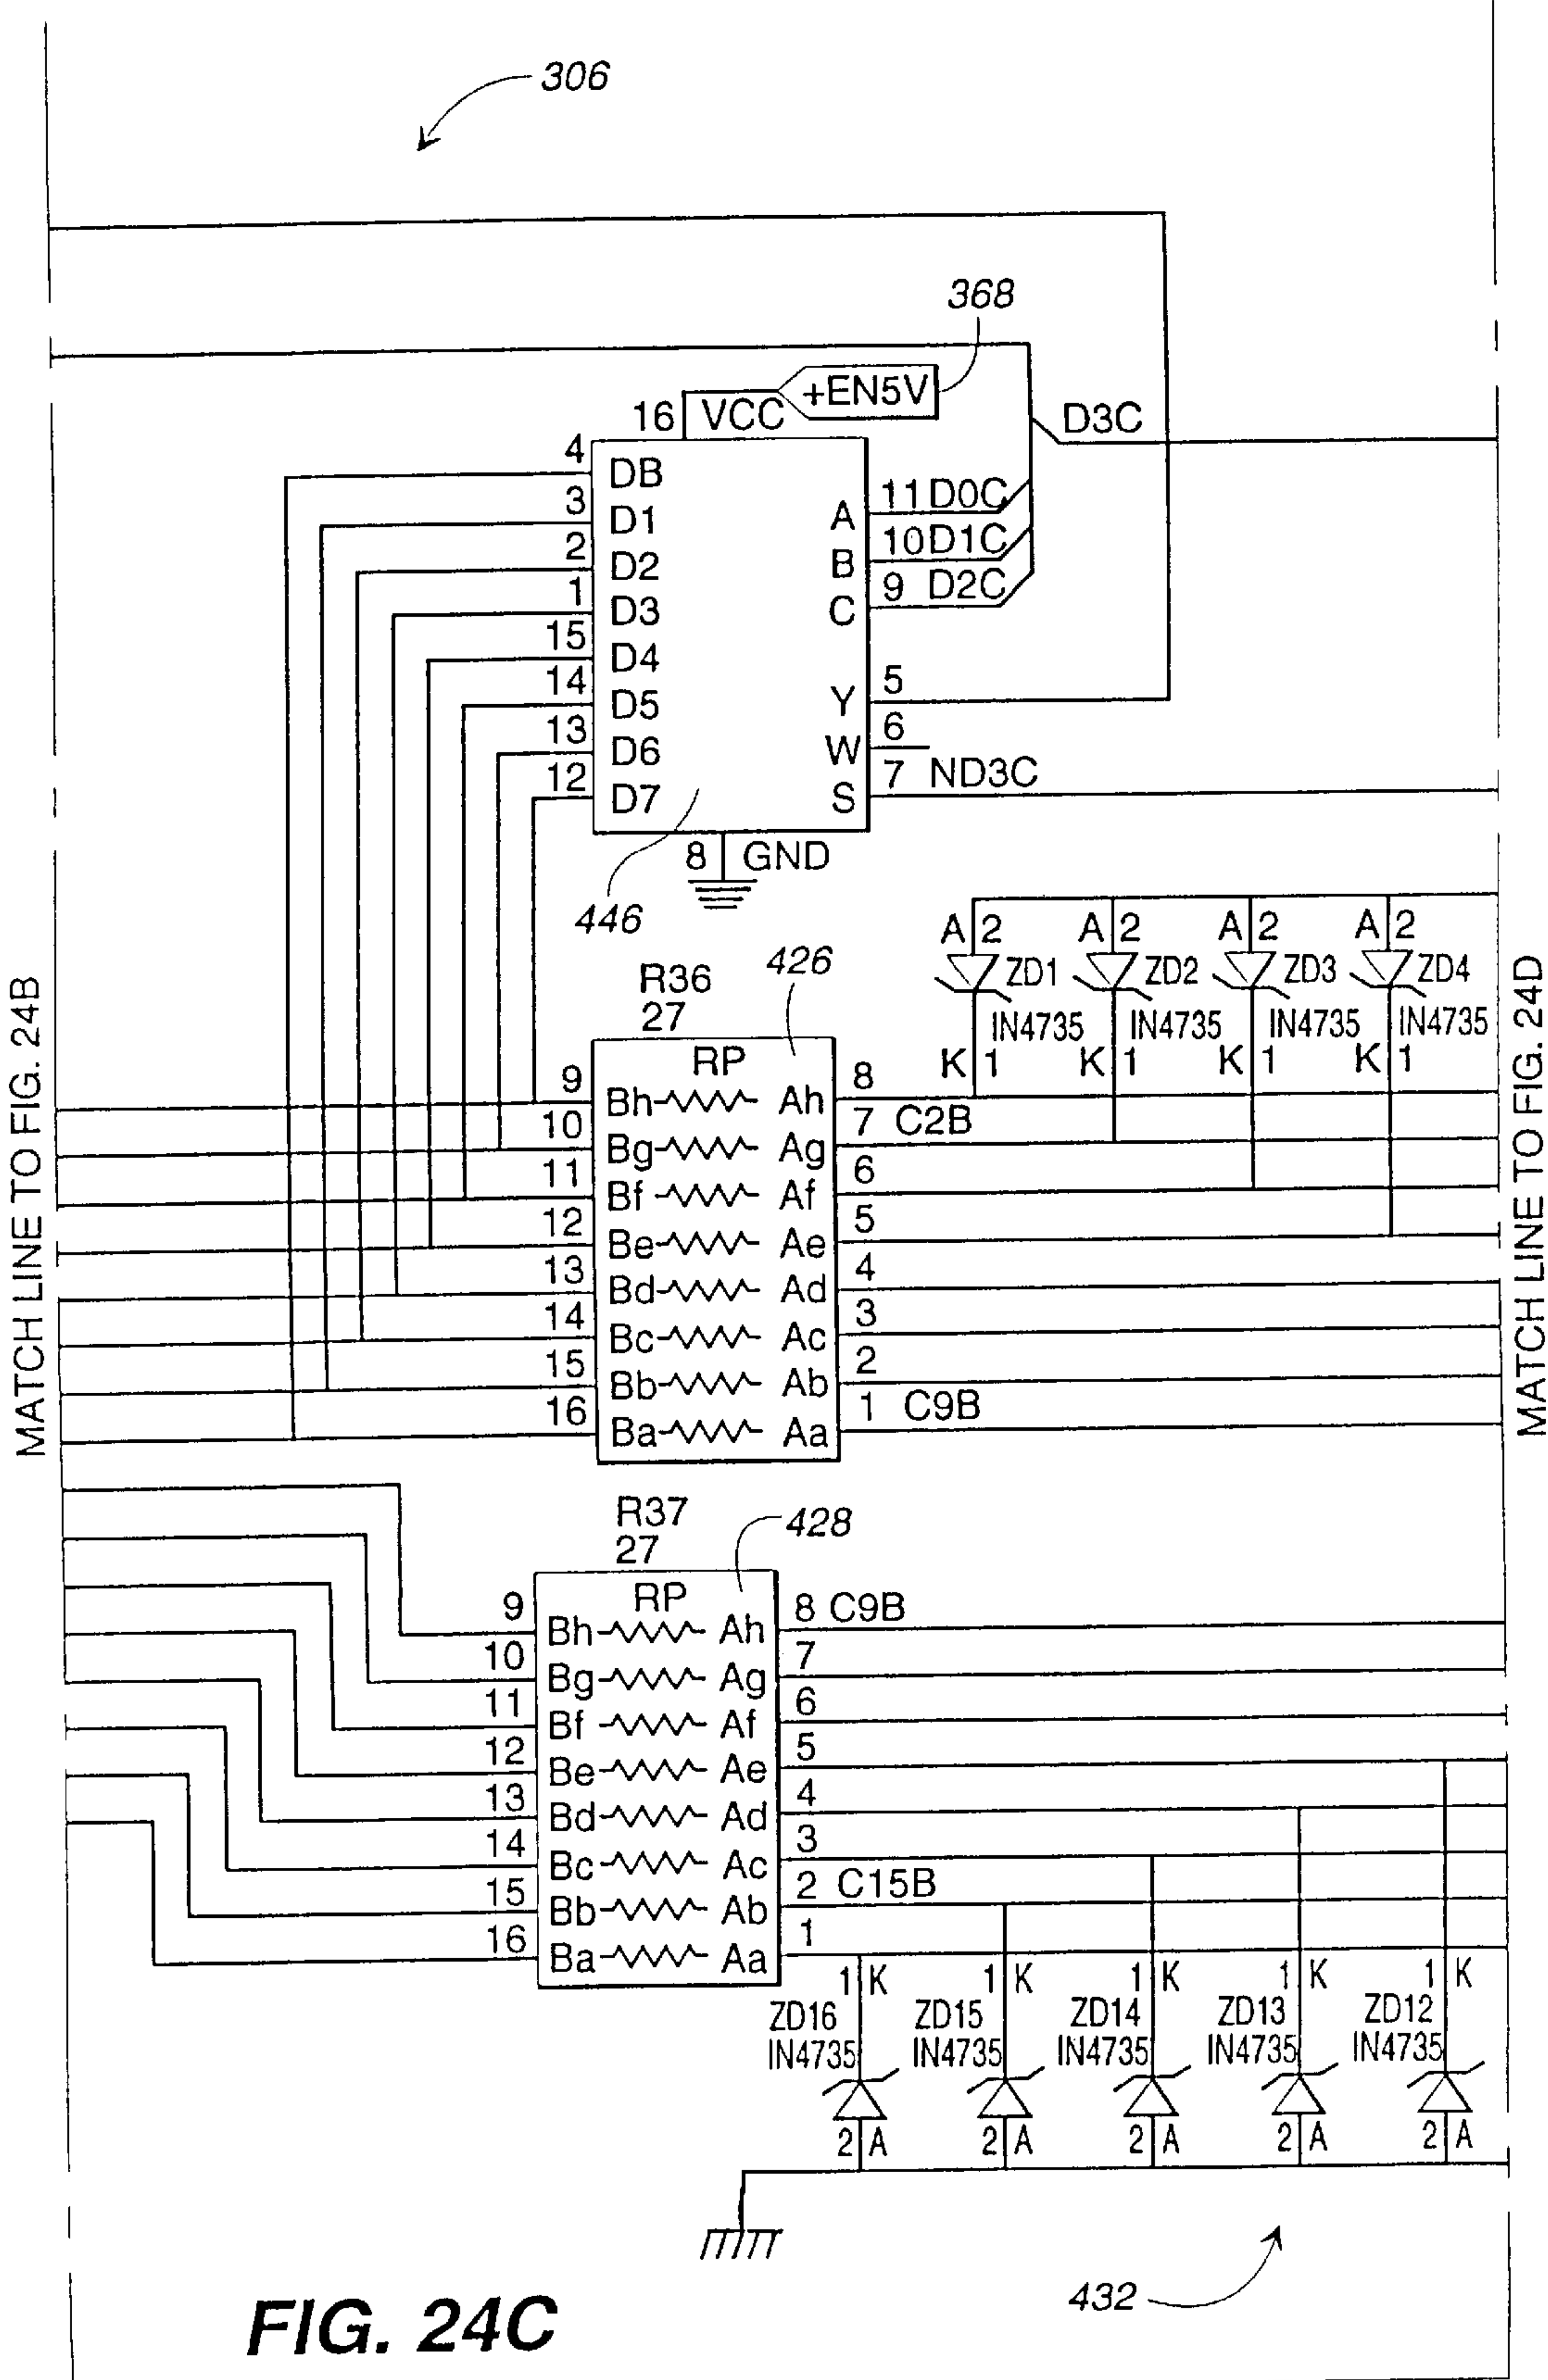 306
368
+EN5V
16 VCC
D3C
4 DB
3 D1
2 D2
1 D3
15 D4
14 D5
13 D6
12 D7
A 11 D0C
B 10 D1C
C 9 D2C
Y 5
W 6
S 7 ND3C
8 GND
446
A 2 A 2 A 2 A 2
ZD1 ZD2 ZD3 ZD4
IN4735 IN4735 IN4735 IN4735
K 1 K 1 K 1 K 1
R36
27
426
RP
9 Bh Ah 8
10 Bg Ag 7 C2B
11 Bf Af 6
12 Be Ae 5
13 Bd Ad 4
14 Bc Ac 3
15 Bb Ab 2
16 Ba Aa 1 C9B
MATCH LINE TO FIG. 24B
MATCH LINE TO FIG. 24D
R37
27
428
RP
9 Bh Ah 8 C9B
10 Bg Ag 7
11 Bf Af 6
12 Be Ae 5
13 Bd Ad 4
14 Bc Ac 3
15 Bb Ab 2 C15B
16 Ba Aa 1
1 K 1 K 1 K 1 K 1 K
ZD16 ZD15 ZD14 ZD13 ZD12
IN4735 IN4735 IN4735 IN4735 IN4735
2 A 2 A 2 A 2 A 2 A
432
FIG. 24C